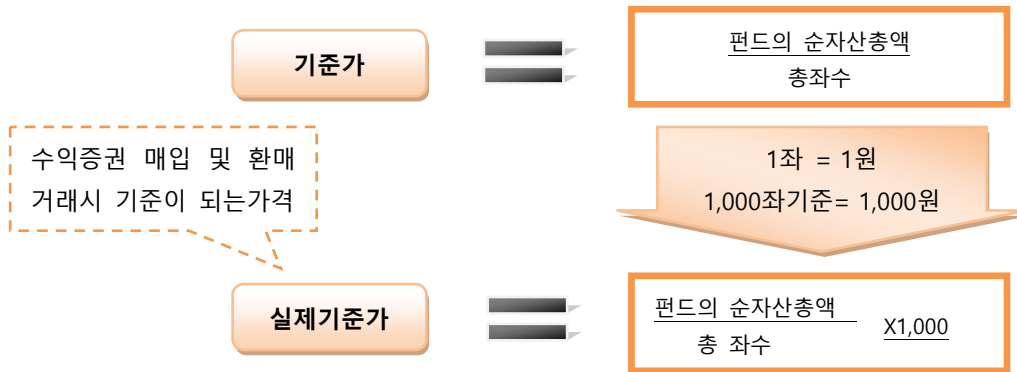 기준가
펀드의 순자산총액
총좌수
수익증권 매입 및 환매
거래시 기준이 되는가격
1좌 = 1원
1,000좌기준= 1,000원
실제기준가
펀드의 순자산총액
총 좌수
X1,000